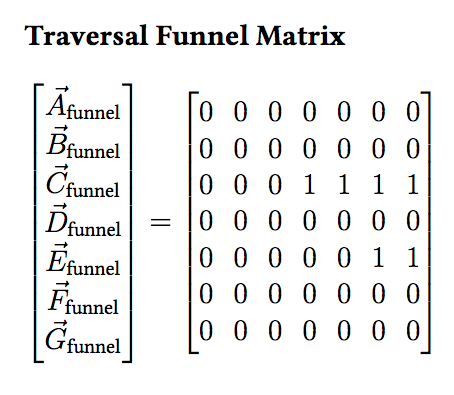 Traversal Funnel Matrix
A⃗funnel 0 0 0 0 0 0 0
B⃗funnel 0 0 0 0 0 0 0
C⃗funnel 0 0 0 1 1 1 1
D⃗funnel = 0 0 0 0 0 0 0
E⃗funnel 0 0 0 0 0 1 1
F⃗funnel 0 0 0 0 0 0 0
G⃗funnel 0 0 0 0 0 0 0